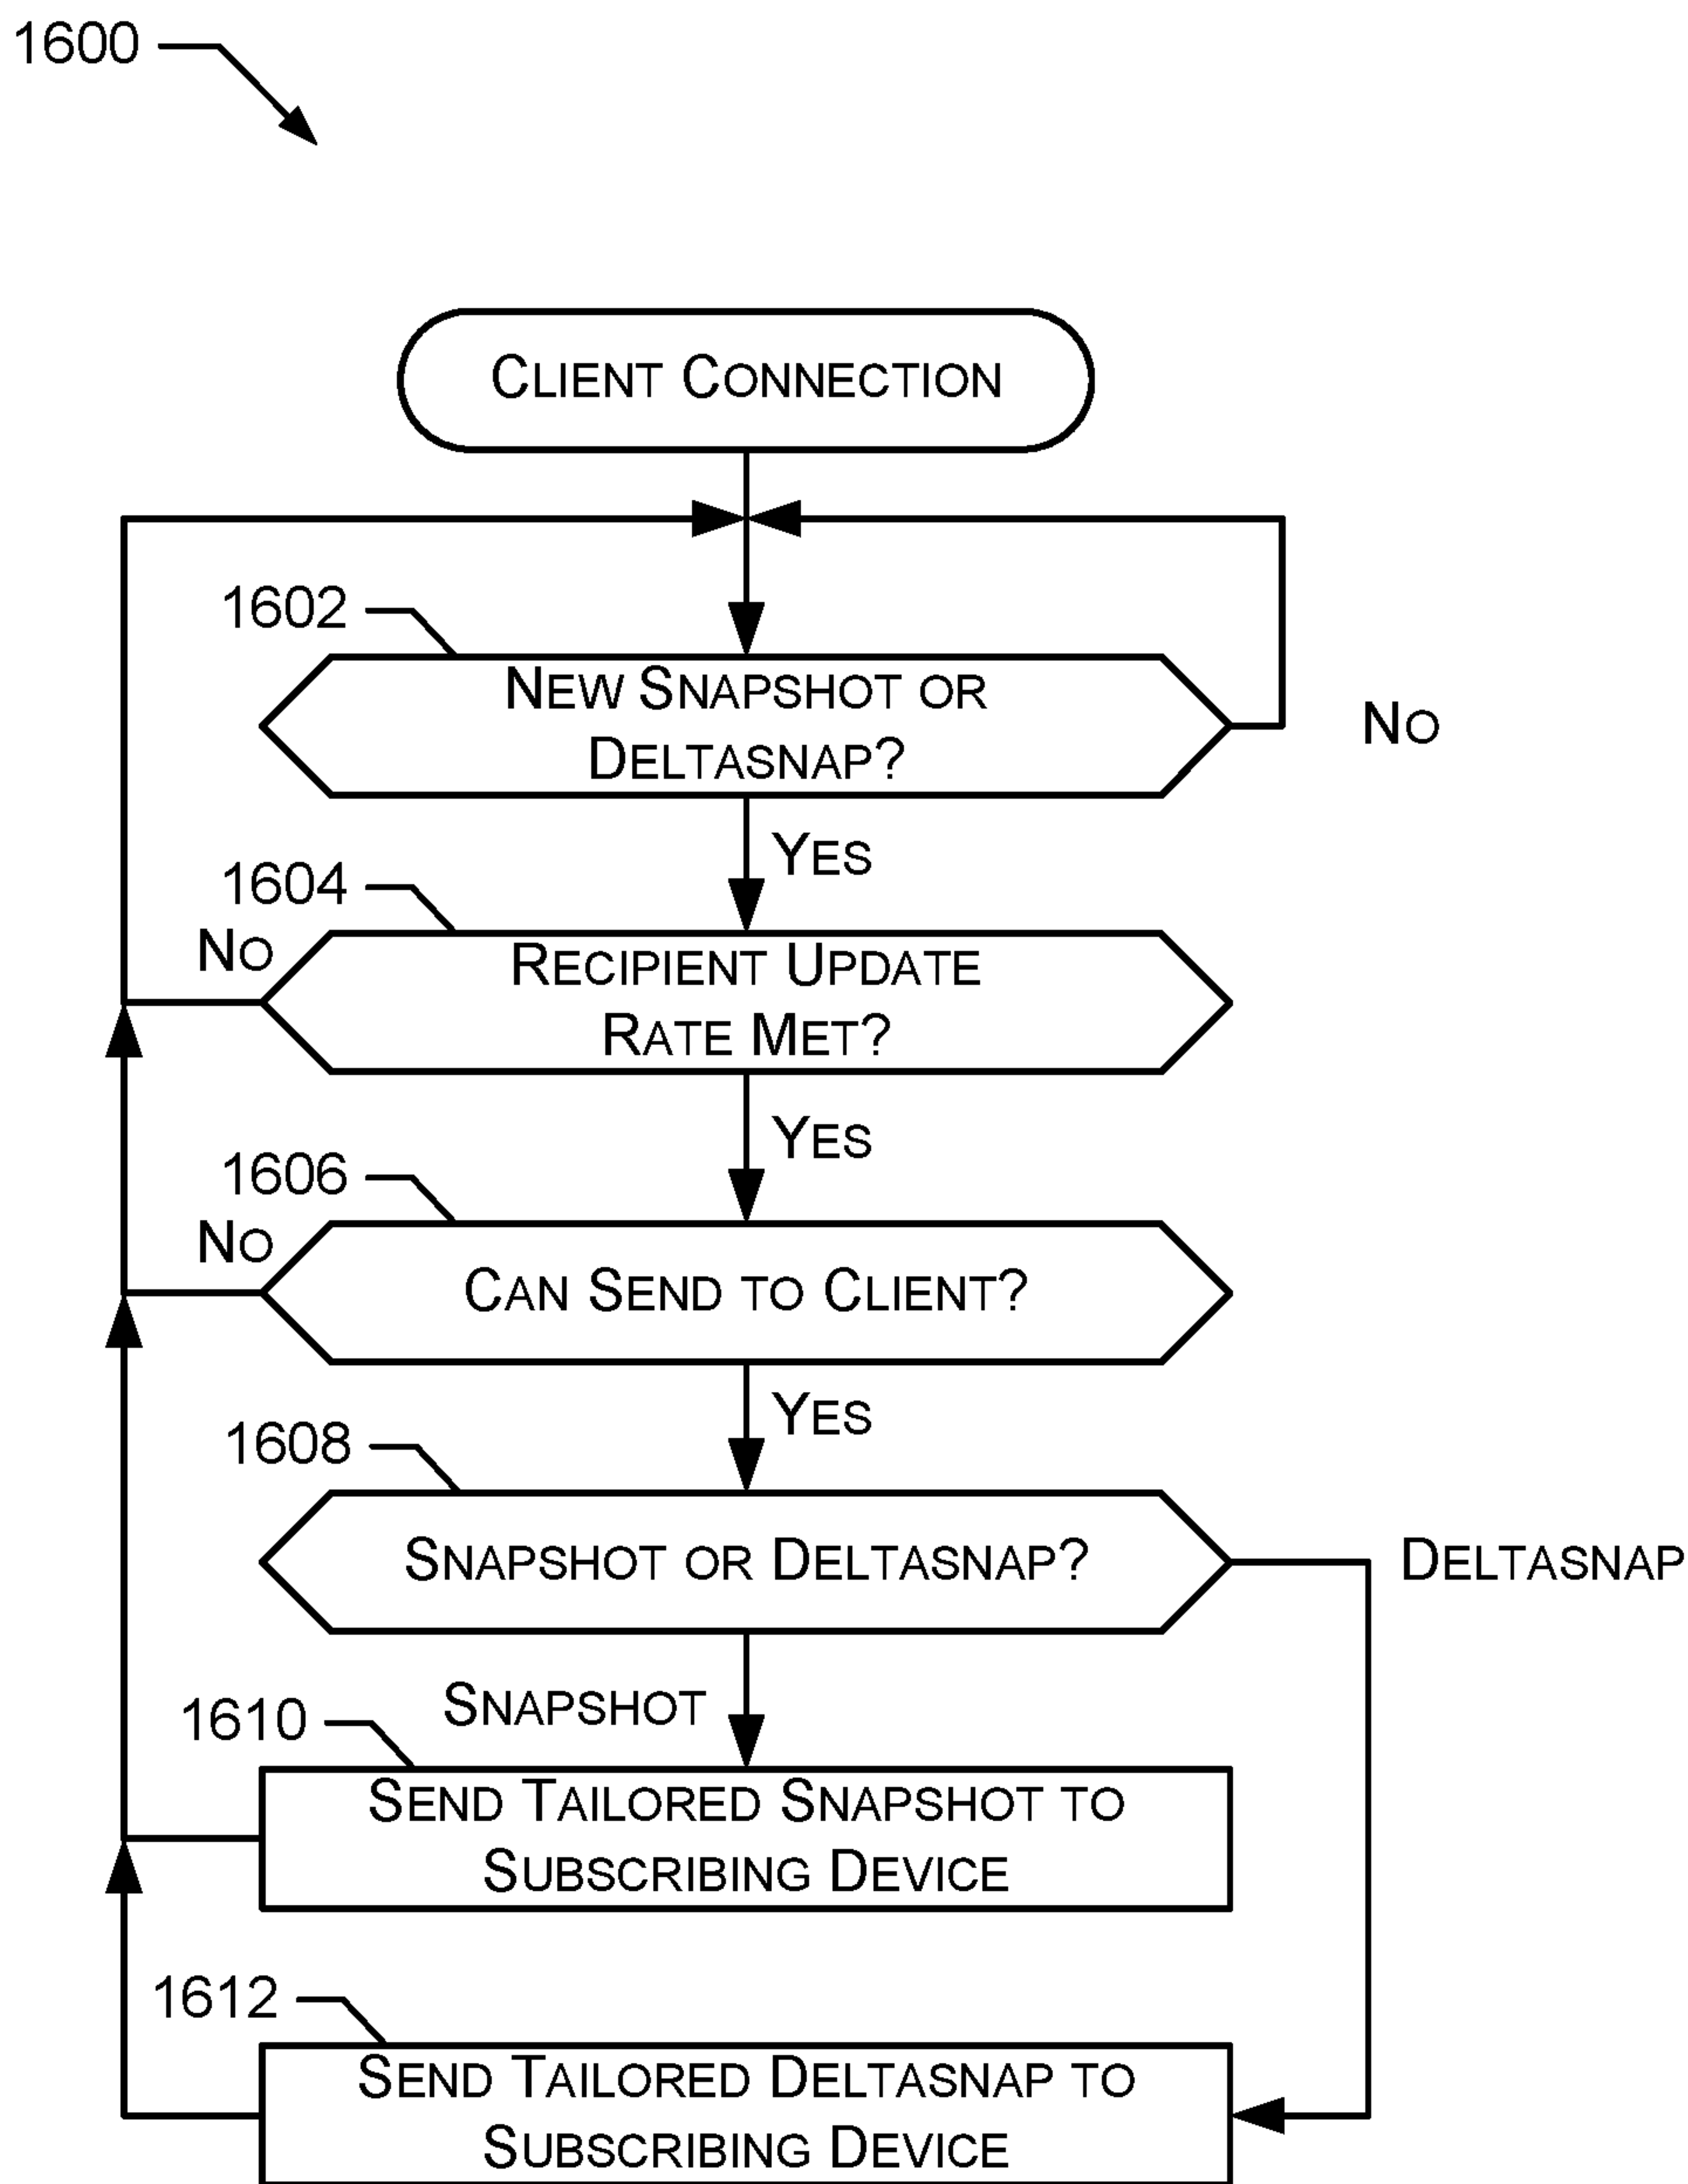 1600
CLIENT CONNECTION
1602
NEW SNAPSHOT OR
DELTASNAP?
NO
YES
1604
NO
RECIPIENT UPDATE
RATE MET?
YES
1606
NO
CAN SEND TO CLIENT?
YES
1608
SNAPSHOT OR DELTASNAP?
DELTASNAP
SNAPSHOT
1610
SEND TAILORED SNAPSHOT TO
SUBSCRIBING DEVICE
1612
SEND TAILORED DELTASNAP TO
SUBSCRIBING DEVICE